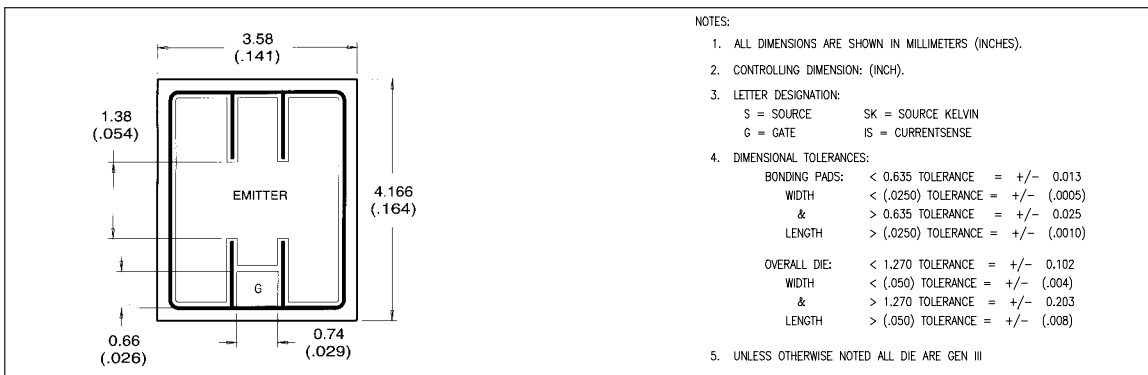 3.58
(.141)
1.38
(.054)
EMITTER
4.166
(.164)
G
0.66
(.026)
0.74
(.029)
NOTES:
1. ALL DIMENSIONS ARE SHOWN IN MILLIMETERS (INCHES).
2. CONTROLLING DIMENSION: (INCH).
3. LETTER DESIGNATION:
S = SOURCE SK = SOURCE KELVIN
G = GATE IS = CURRENTSENSE
4. DIMENSIONAL TOLERANCES:
BONDING PADS: < 0.635 TOLERANCE = +/- 0.013
WIDTH < (.0250) TOLERANCE = +/- (.0005)
& > 0.635 TOLERANCE = +/- 0.025
LENGTH > (.0250) TOLERANCE = +/- (.0010)
OVERALL DIE: < 1.270 TOLERANCE = +/- 0.102
WIDTH < (.050) TOLERANCE = +/- (.004)
& > 1.270 TOLERANCE = +/- 0.203
LENGTH > (.050) TOLERANCE = +/- (.008)
5. UNLESS OTHERWISE NOTED ALL DIE ARE GEN III